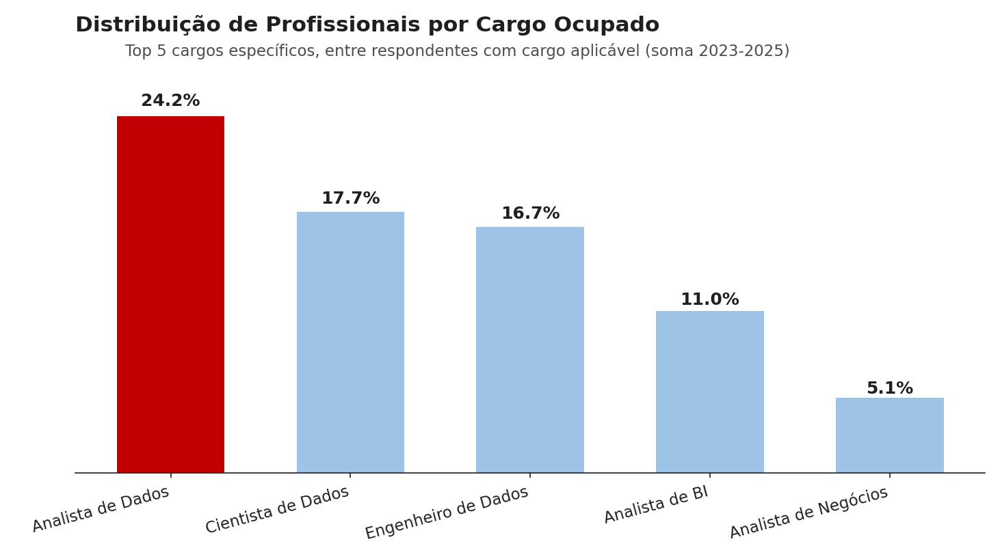 Distribuição de Profissionais por Cargo Ocupado
Top 5 cargos específicos, entre respondentes com cargo aplicável (soma 2023-2025)
24.2%
17.7%
16.7%
11.0%
5.1%
Analista de Dados
Cientista de Dados
Engenheiro de Dados
Analista de BI
Analista de Negócios